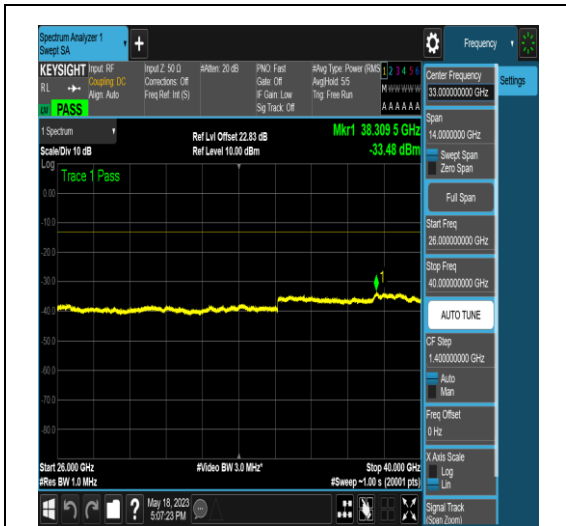 Spectrum Analyzer 1
Swept SA
+
Frequency
KEYSIGHT
RL
Input: RF
Coupling: DC
Align: Auto
Input Z: 50 Ω
Corrections: Off
Freq Ref: Int (S)
#Atten: 20 dB
PNO: Fast
Gate: Off
IF Gain: Low
Sig Track: Off
#Avg Type: Power (RMS
Avg|Hold: 5/5
Trig: Free Run
1 2 3 4 5 6
M W W W W W
A A A A A A
PASS
1 Spectrum
Scale/Div 10 dB
Ref Lvl Offset 22.83 dB
Ref Level 10.00 dBm
Mkr1 38.309 5 GHz
-33.48 dBm
Log
Trace 1 Pass
0.00
-10.0
-20.0
-30.0
-40.0
-50.0
-60.0
-70.0
-80.0
1
Start 26.000 GHz
#Res BW 1.0 MHz
#Video BW 3.0 MHz*
Stop 40.000 GHz
#Sweep ~1.00 s (20001 pts)
May 18, 2023
5:07:23 PM
Center Frequency
33.000000000 GHz
Settings
Span
14.0000000 GHz
Swept Span
Zero Span
Full Span
Start Freq
26.000000000 GHz
Stop Freq
40.000000000 GHz
AUTO TUNE
CF Step
1.400000000 GHz
Auto
Man
Freq Offset
0 Hz
X Axis Scale
Log
Lin
Signal Track
(Span Zoom)